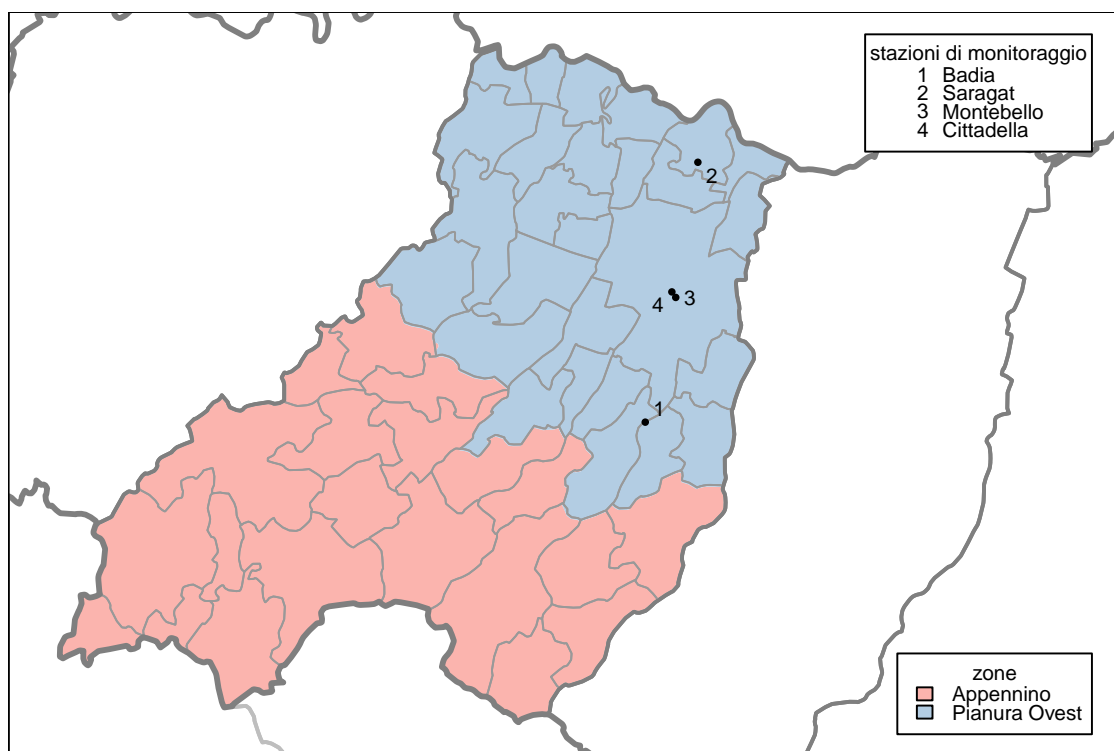 stazioni di monitoraggio
1 Badia
2 Saragat
3 Montebello
4 Cittadella
2
4
3
1
zone
Appennino
Pianura Ovest